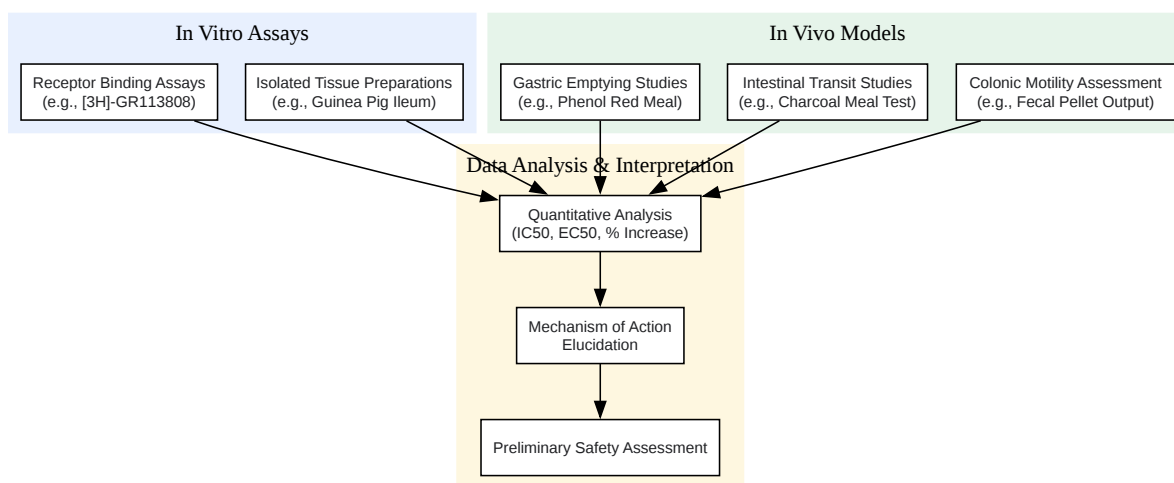 In Vitro Assays
In Vivo Models
Receptor Binding Assays
(e.g., [3H]-GR113808)
Isolated Tissue Preparations
(e.g., Guinea Pig Ileum)
Gastric Emptying Studies
(e.g., Phenol Red Meal)
Intestinal Transit Studies
(e.g., Charcoal Meal Test)
Colonic Motility Assessment
(e.g., Fecal Pellet Output)
Data Analysis & Interpretation
Quantitative Analysis
(IC50, EC50, % Increase)
Mechanism of Action
Elucidation
Preliminary Safety Assessment